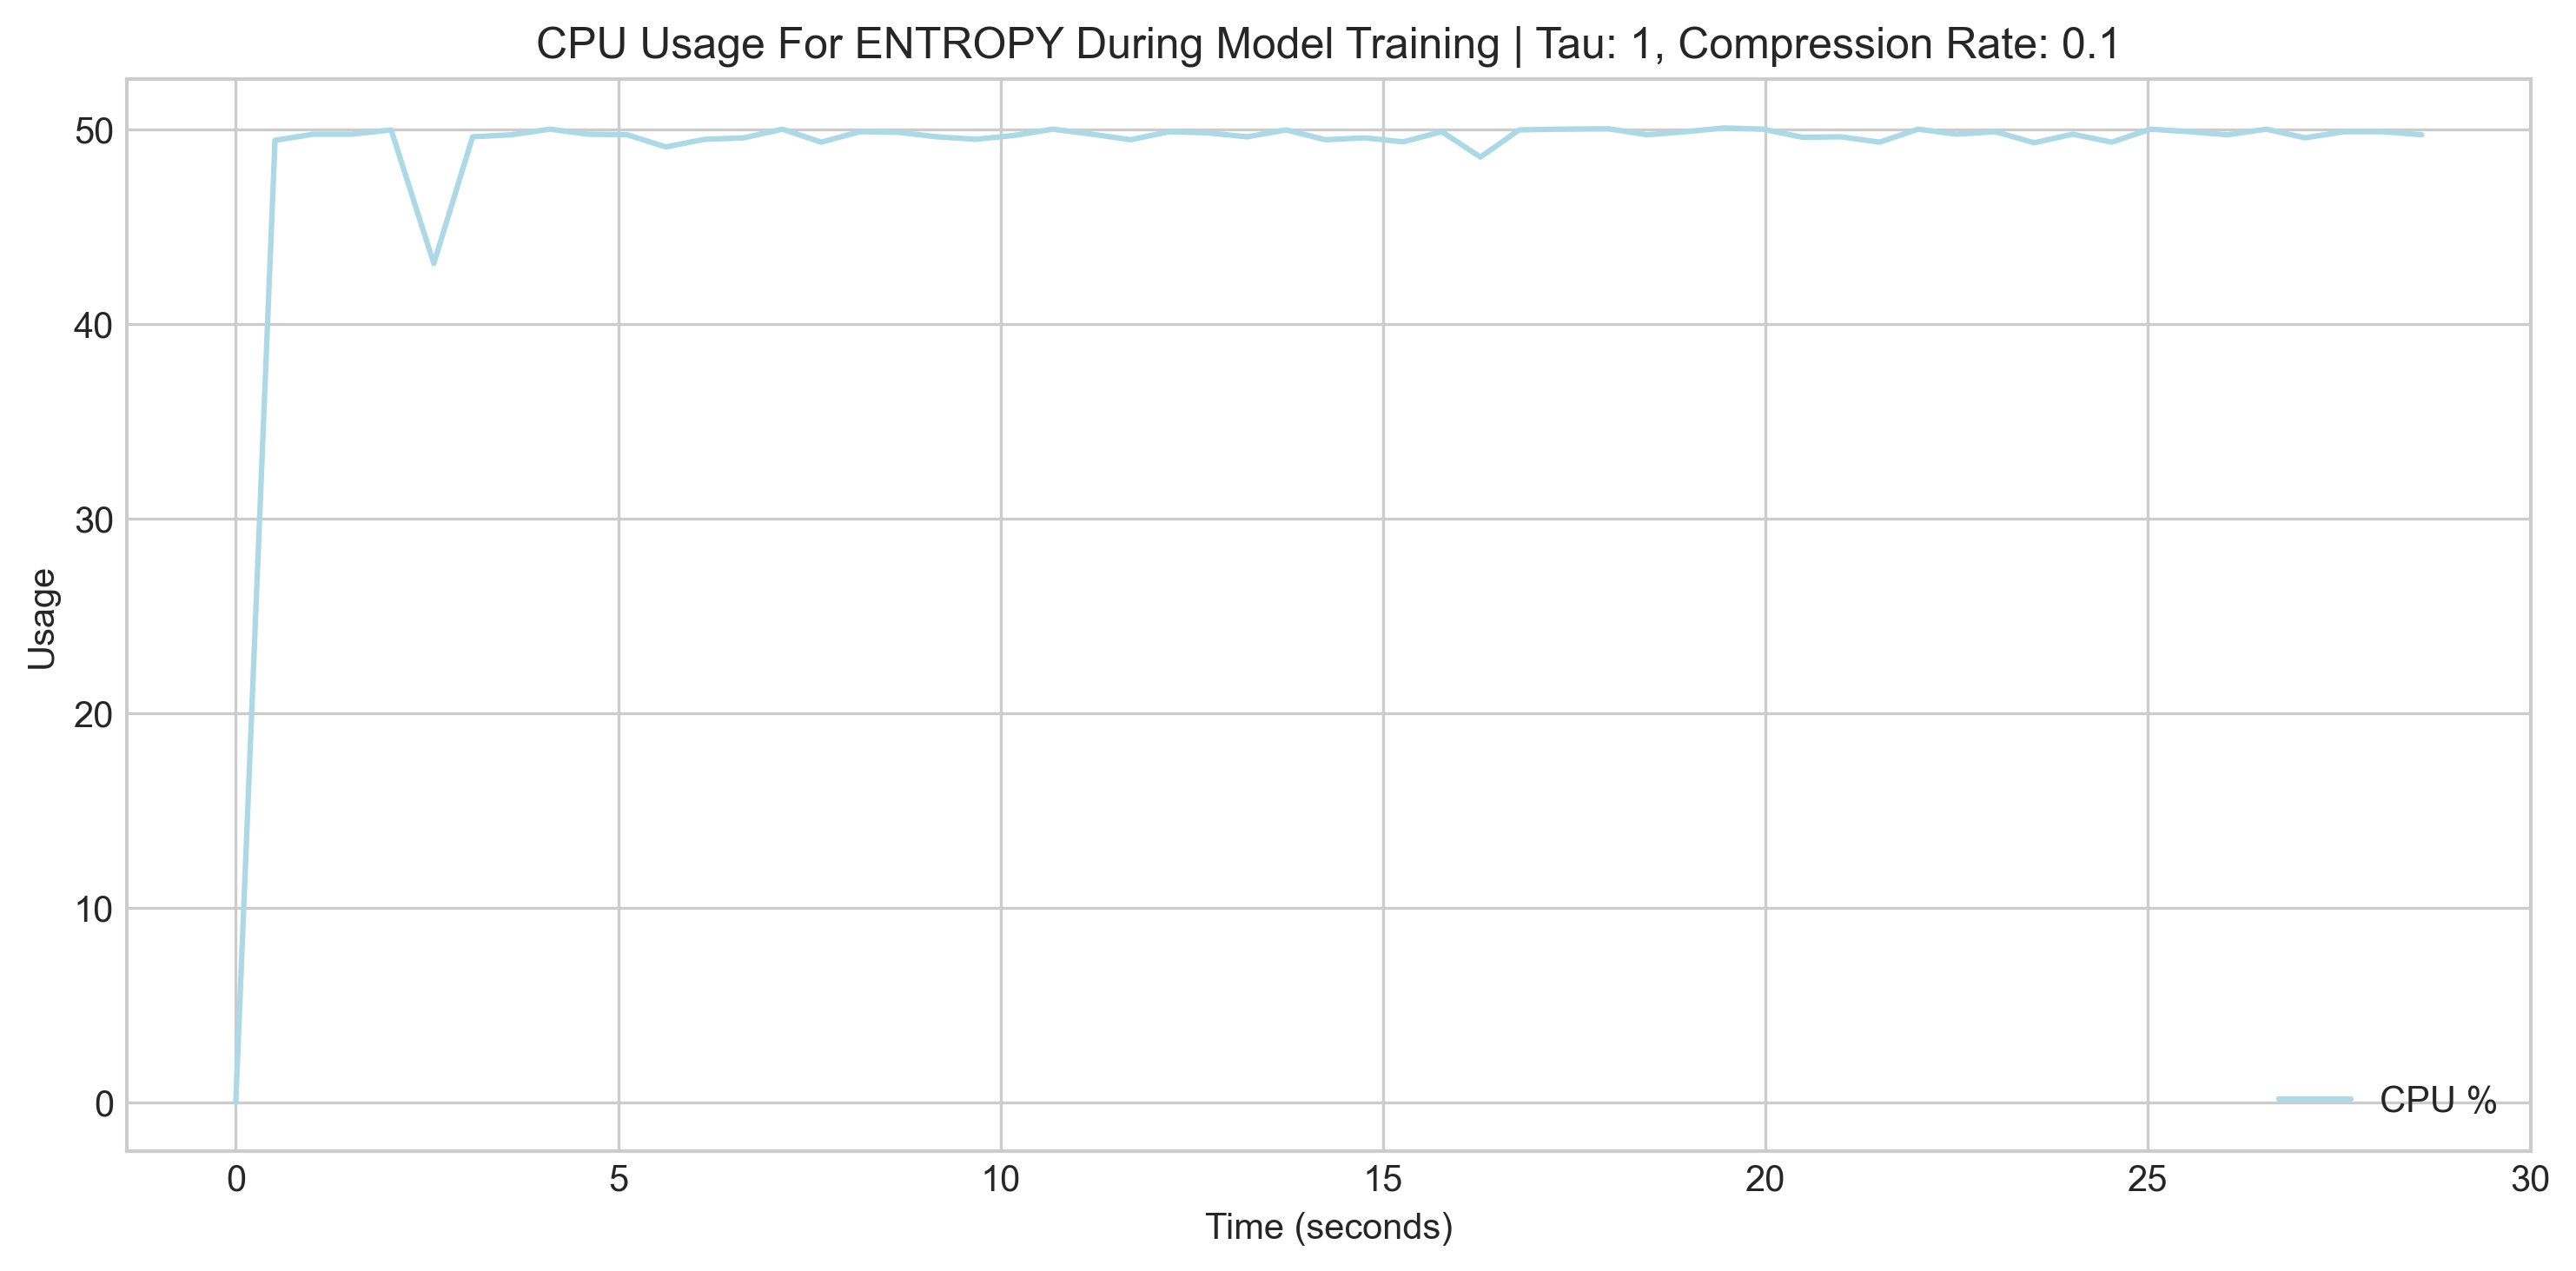 CPU Usage For ENTROPY During Model Training | Tau: 1, Compression Rate: 0.1
50
40
30
20
10
0
Usage
CPU %
0 5 10 15 20 25 30
Time (seconds)